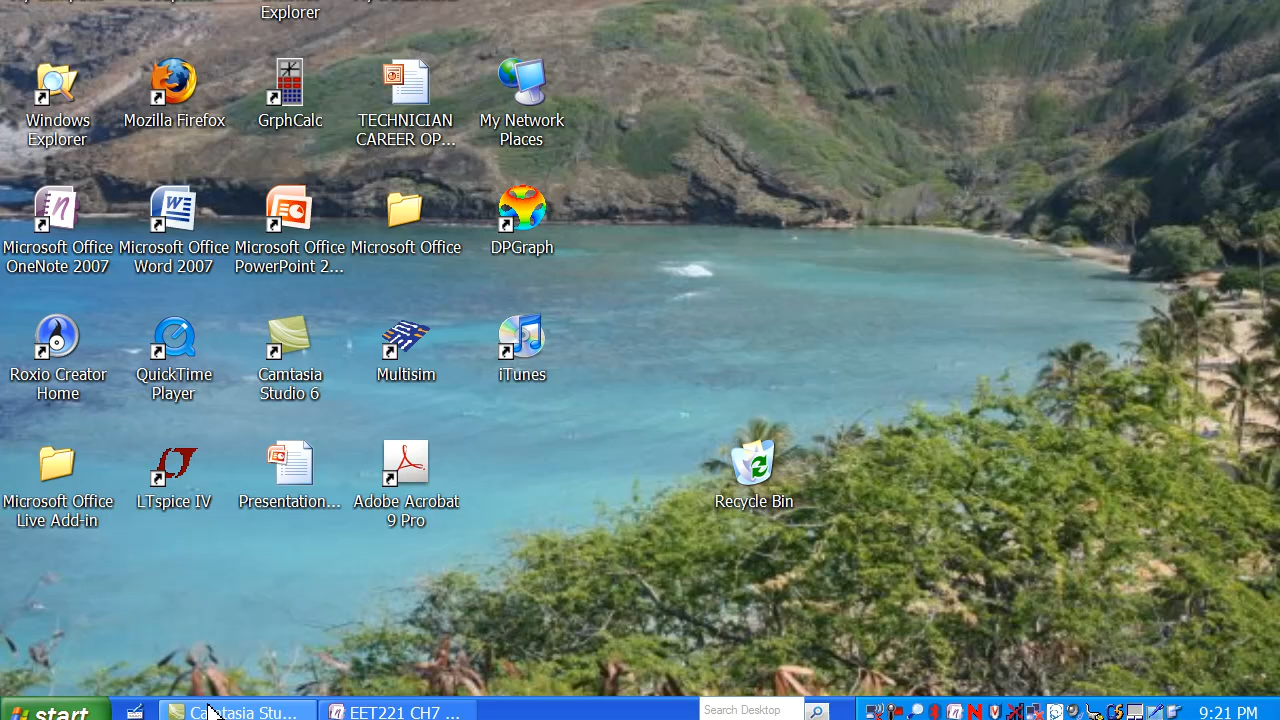 Explorer
Windows
Explorer
Mozilla Firefox
GrphCalc
TECHNICIAN
CAREER OP...
My Network
Places
Microsoft Office
OneNote 2007
Microsoft Office
Word 2007
Microsoft Office
PowerPoint 2...
Microsoft Office
DPGraph
Roxio Creator
Home
QuickTime
Player
Camtasia
Studio 6
Multisim
iTunes
Microsoft Office
Live Add-in
LTspice IV
Presentation...
Adobe Acrobat
9 Pro
Recycle Bin
start
Camtasia Stu...
EET221 CH7 ...
Search Desktop
9:21 PM